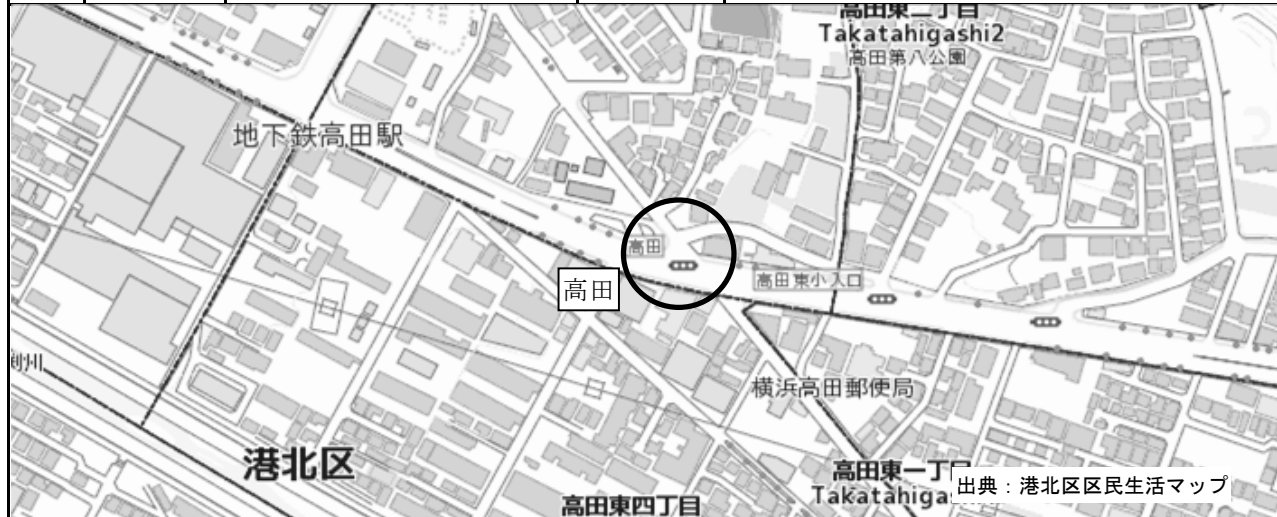 高田東二丁目
Takatahigashi2
高田第八公園
地下鉄高田駅
高田
高田東小入口
高田
利川
横浜高田郵便局
港北区
高田東一丁目
Takatahiga
出典：港北区区民生活マップ
高田東四丁目